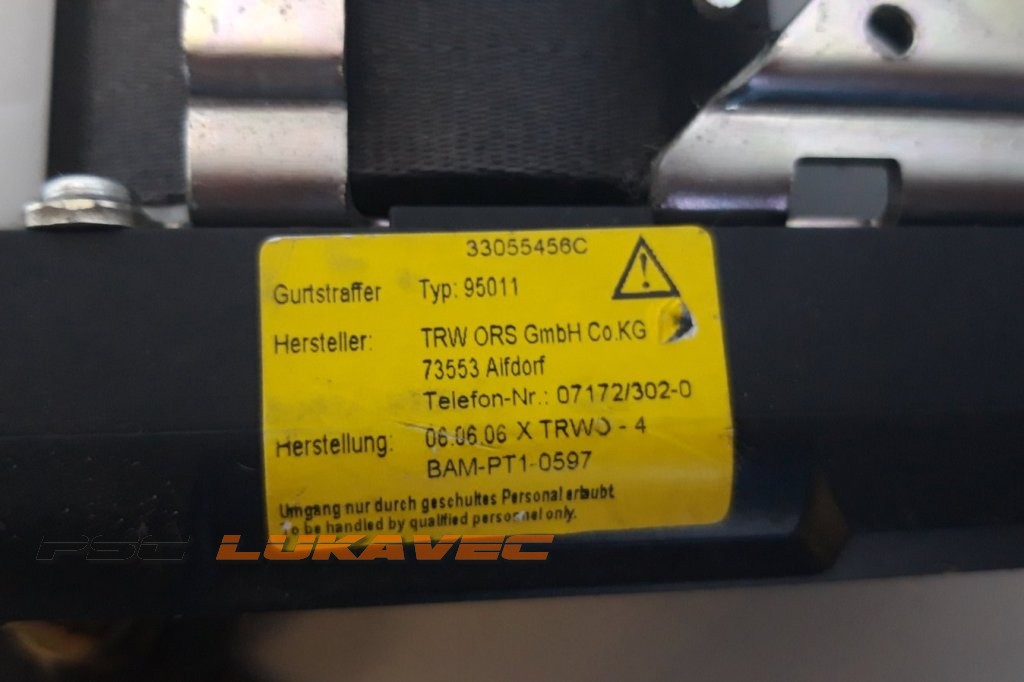 33055456C
Gurtstraffer Typ: 95011
Hersteller: TRW ORS GmbH Co.KG
73553 Alfdorf
Telefon-Nr.: 07172/302-0
Herstellung: 06.06.06 X TRWO - 4
BAM-PT1-0597
Umgang nur durch geschultes Personal erlaubt
To be handled by qualified personnel only.
PSC LUKAVEC